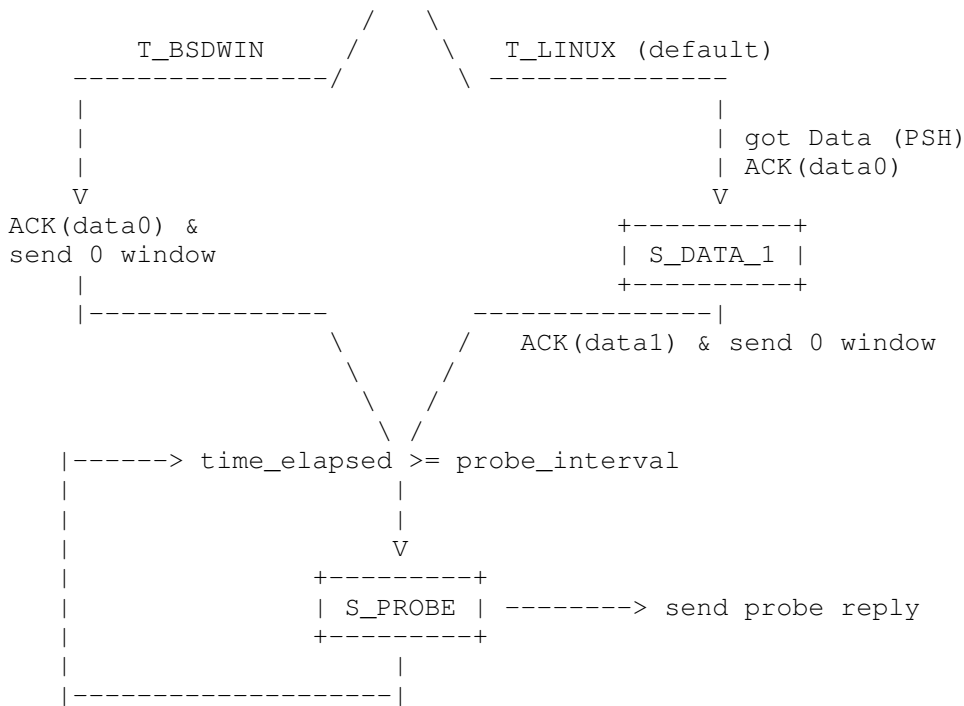 T_BSDWIN T_LINUX (default)
got Data (PSH)
ACK(data0)
V V
ACK(data0) &
send 0 window S_DATA_1
ACK(data1) & send 0 window
time_elapsed >= probe_interval
V
S_PROBE send probe reply